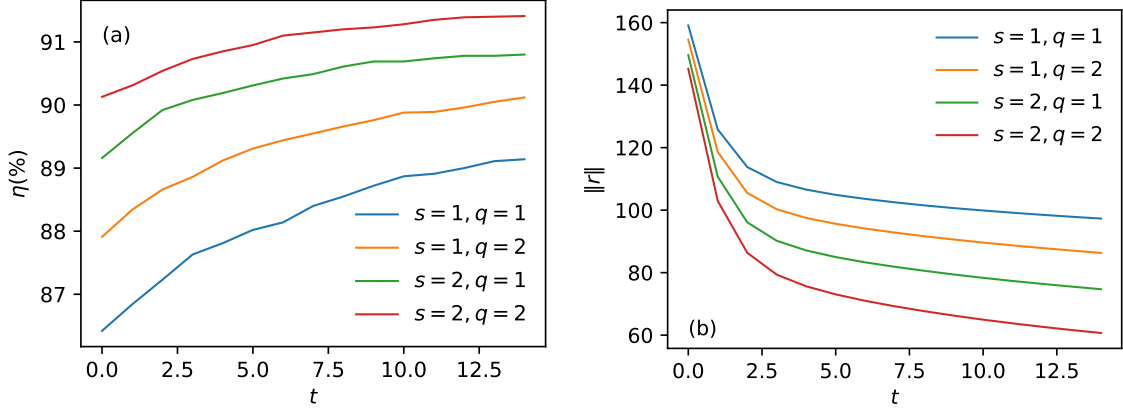 (a)
91
90
89
88
87
η(%)
s = 1, q = 1
s = 1, q = 2
s = 2, q = 1
s = 2, q = 2
0.0 2.5 5.0 7.5 10.0 12.5
t
160
140
120
100
80
60
‖r‖
s = 1, q = 1
s = 1, q = 2
s = 2, q = 1
s = 2, q = 2
(b)
0.0 2.5 5.0 7.5 10.0 12.5
t